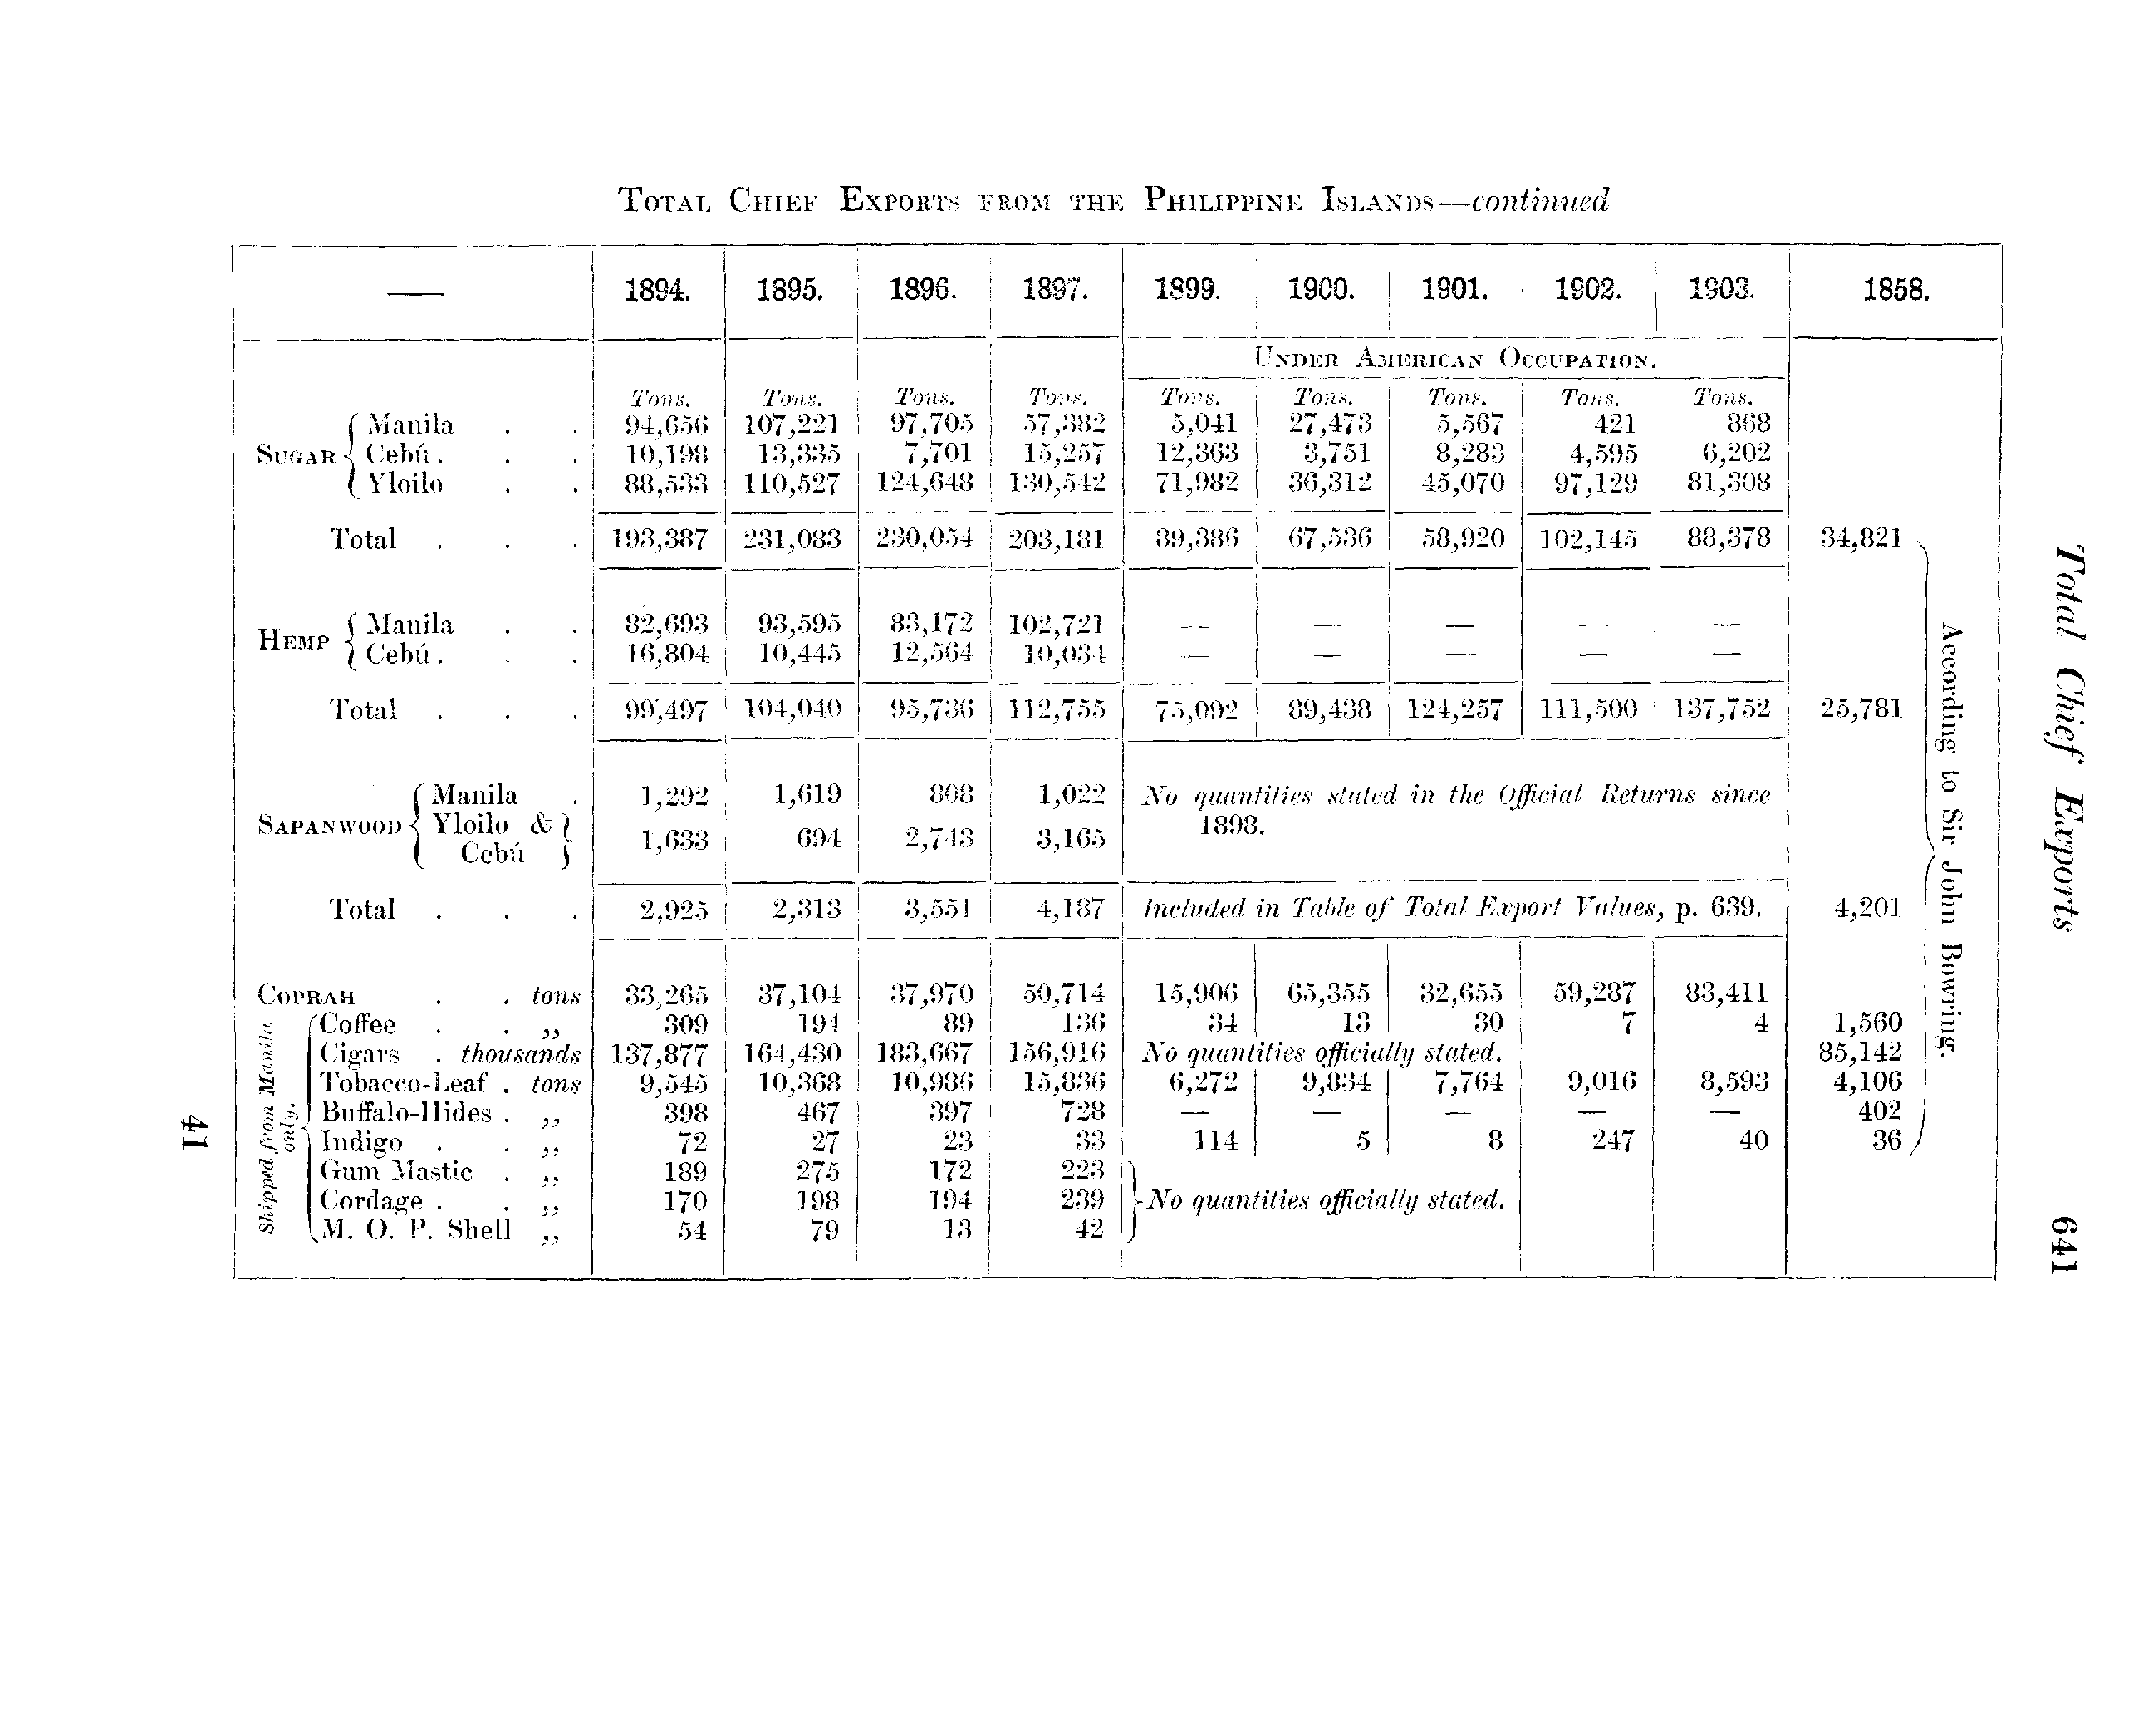 TOTAL CHIEF EXPORTS FROM THE PHILIPPINE ISLANDS—continued
— 1894. 1895. 1896. 1897. 1899. 1900. 1901. 1902. 1903. 1858.
UNDER AMERICAN OCCUPATION.
Tons. Tons. Tons. Tons. Tons. Tons. Tons. Tons. Tons.
SUGAR { Manila . . 94,656 107,221 97,705 57,382 5,041 27,473 5,567 421 868
Cebú . . . 10,198 13,335 7,701 15,257 12,363 3,751 8,283 4,595 6,202
Yloilo . . 88,533 110,527 124,648 130,542 71,982 36,312 45,070 97,129 81,308
Total . . . 193,387 231,083 230,054 203,181 89,386 67,536 58,920 102,145 88,378 34,821
HEMP { Manila . . 82,693 93,595 83,172 102,721 — — — — —
Cebú . . . 16,804 10,445 12,564 10,034 — — — — —
Total . . . 99,497 104,040 95,736 112,755 75,092 89,438 124,257 111,500 137,752 25,781
SAPANWOOD { Manila . 1,292 1,619 808 1,022 No quantities stated in the Official Returns since
Yloilo & } 1,633 694 2,743 3,165 1898.
Cebú
Total . . . 2,925 2,313 3,551 4,187 Included in Table of Total Export Values, p. 639. 4,201
COPRAH . . tons 33,265 37,104 37,970 50,714 15,906 65,355 32,655 59,287 83,411
Shipped from Manila only. { Coffee . . ,, 309 194 89 136 34 13 30 7 4 1,560
Cigars . thousands 137,877 164,430 183,667 156,916 No quantities officially stated. 85,142
Tobacco-Leaf . tons 9,545 10,368 10,986 15,836 6,272 9,834 7,764 9,016 8,593 4,106
Buffalo-Hides . ,, 398 467 397 728 — — — — — 402
Indigo . . ,, 72 27 23 33 114 5 8 247 40 36
Gum Mastic . ,, 189 275 172 223
Cordage . . ,, 170 198 194 239 } No quantities officially stated.
M. O. P. Shell ,, 54 79 13 42
According to Sir John Bowring.
Total Chief Exports
641
41